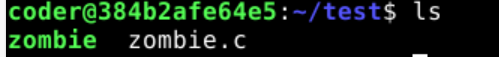 coder@384b2afe64e5:~/test$ ls
zombie  zombie.c